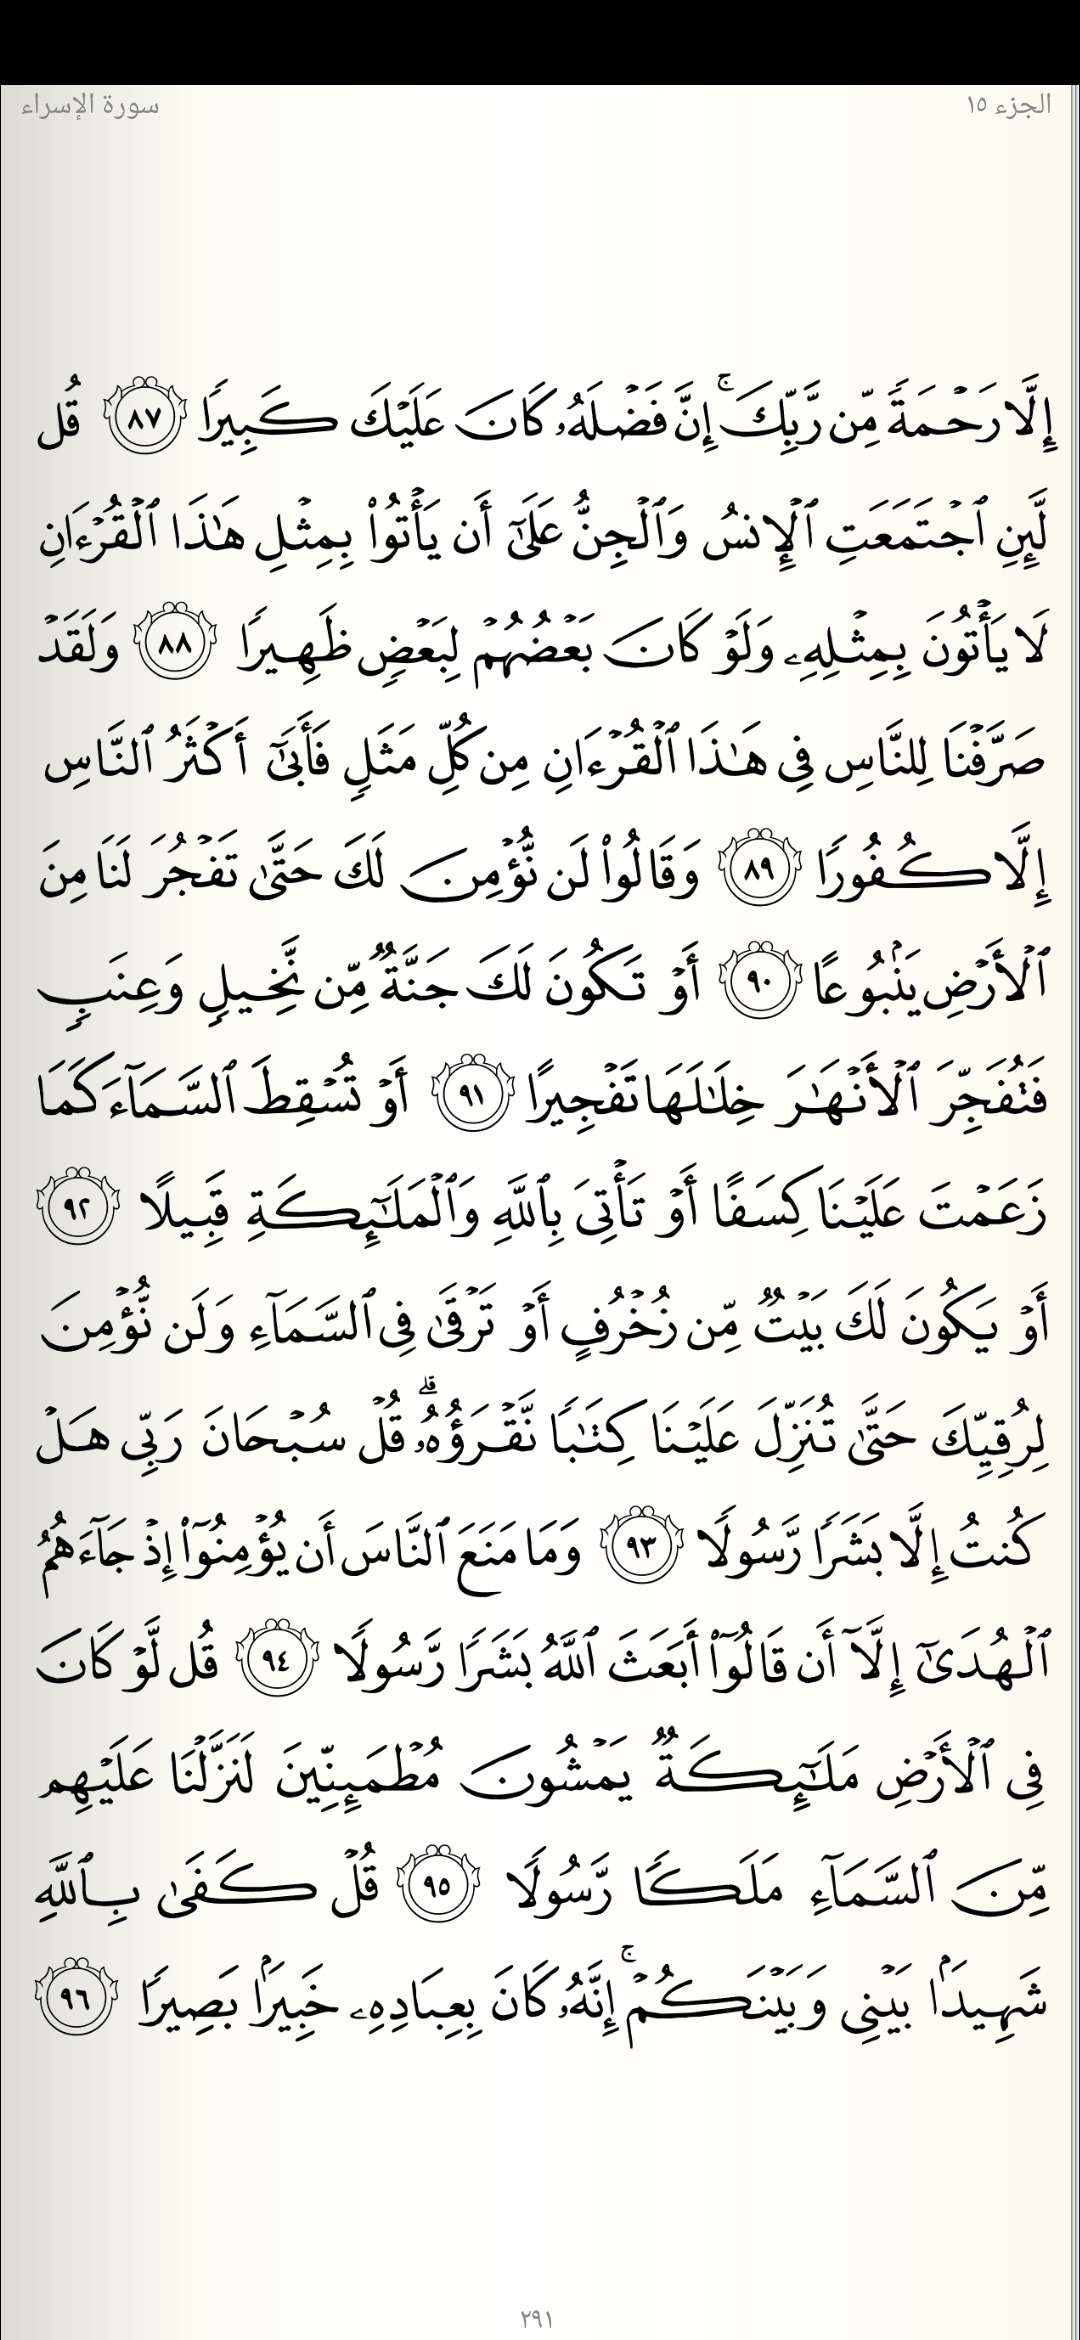 الجزء ١٥
سورة الإسراء
إِلَّا رَحْمَةً مِّن رَّبِّكَ ۚ إِنَّ فَضْلَهُۥ كَانَ عَلَيْكَ كَبِيرًا ٨٧ قُل
لَّئِنِ ٱجْتَمَعَتِ ٱلْإِنسُ وَٱلْجِنُّ عَلَىٰٓ أَن يَأْتُوا۟ بِمِثْلِ هَـٰذَا ٱلْقُرْءَانِ
لَا يَأْتُونَ بِمِثْلِهِۦ وَلَوْ كَانَ بَعْضُهُمْ لِبَعْضٍ ظَهِيرًا ٨٨ وَلَقَدْ
صَرَّفْنَا لِلنَّاسِ فِى هَـٰذَا ٱلْقُرْءَانِ مِن كُلِّ مَثَلٍ فَأَبَىٰٓ أَكْثَرُ ٱلنَّاسِ
إِلَّا كُفُورًا ٨٩ وَقَالُوا۟ لَن نُّؤْمِنَ لَكَ حَتَّىٰ تَفْجُرَ لَنَا مِنَ
ٱلْأَرْضِ يَنۢبُوعًا ٩٠ أَوْ تَكُونَ لَكَ جَنَّةٌ مِّن نَّخِيلٍ وَعِنَبٍ
فَتُفَجِّرَ ٱلْأَنْهَـٰرَ خِلَـٰلَهَا تَفْجِيرًا ٩١ أَوْ تُسْقِطَ ٱلسَّمَآءَ كَمَا
زَعَمْتَ عَلَيْنَا كِسَفًا أَوْ تَأْتِىَ بِٱللَّهِ وَٱلْمَلَـٰٓئِكَةِ قَبِيلًا ٩٢
أَوْ يَكُونَ لَكَ بَيْتٌ مِّن زُخْرُفٍ أَوْ تَرْقَىٰ فِى ٱلسَّمَآءِ وَلَن نُّؤْمِنَ
لِرُقِيِّكَ حَتَّىٰ تُنَزِّلَ عَلَيْنَا كِتَـٰبًا نَّقْرَؤُهُۥ ۗ قُلْ سُبْحَانَ رَبِّى هَلْ
كُنتُ إِلَّا بَشَرًا رَّسُولًا ٩٣ وَمَا مَنَعَ ٱلنَّاسَ أَن يُؤْمِنُوٓا۟ إِذْ جَآءَهُمُ
ٱلْهُدَىٰٓ إِلَّآ أَن قَالُوٓا۟ أَبَعَثَ ٱللَّهُ بَشَرًا رَّسُولًا ٩٤ قُل لَّوْ كَانَ
فِى ٱلْأَرْضِ مَلَـٰٓئِكَةٌ يَمْشُونَ مُطْمَئِنِّينَ لَنَزَّلْنَا عَلَيْهِم
مِّنَ ٱلسَّمَآءِ مَلَكًا رَّسُولًا ٩٥ قُلْ كَفَىٰ بِٱللَّهِ
شَهِيدًۢا بَيْنِى وَبَيْنَكُمْ ۚ إِنَّهُۥ كَانَ بِعِبَادِهِۦ خَبِيرًۢا بَصِيرًا ٩٦
٢٩١